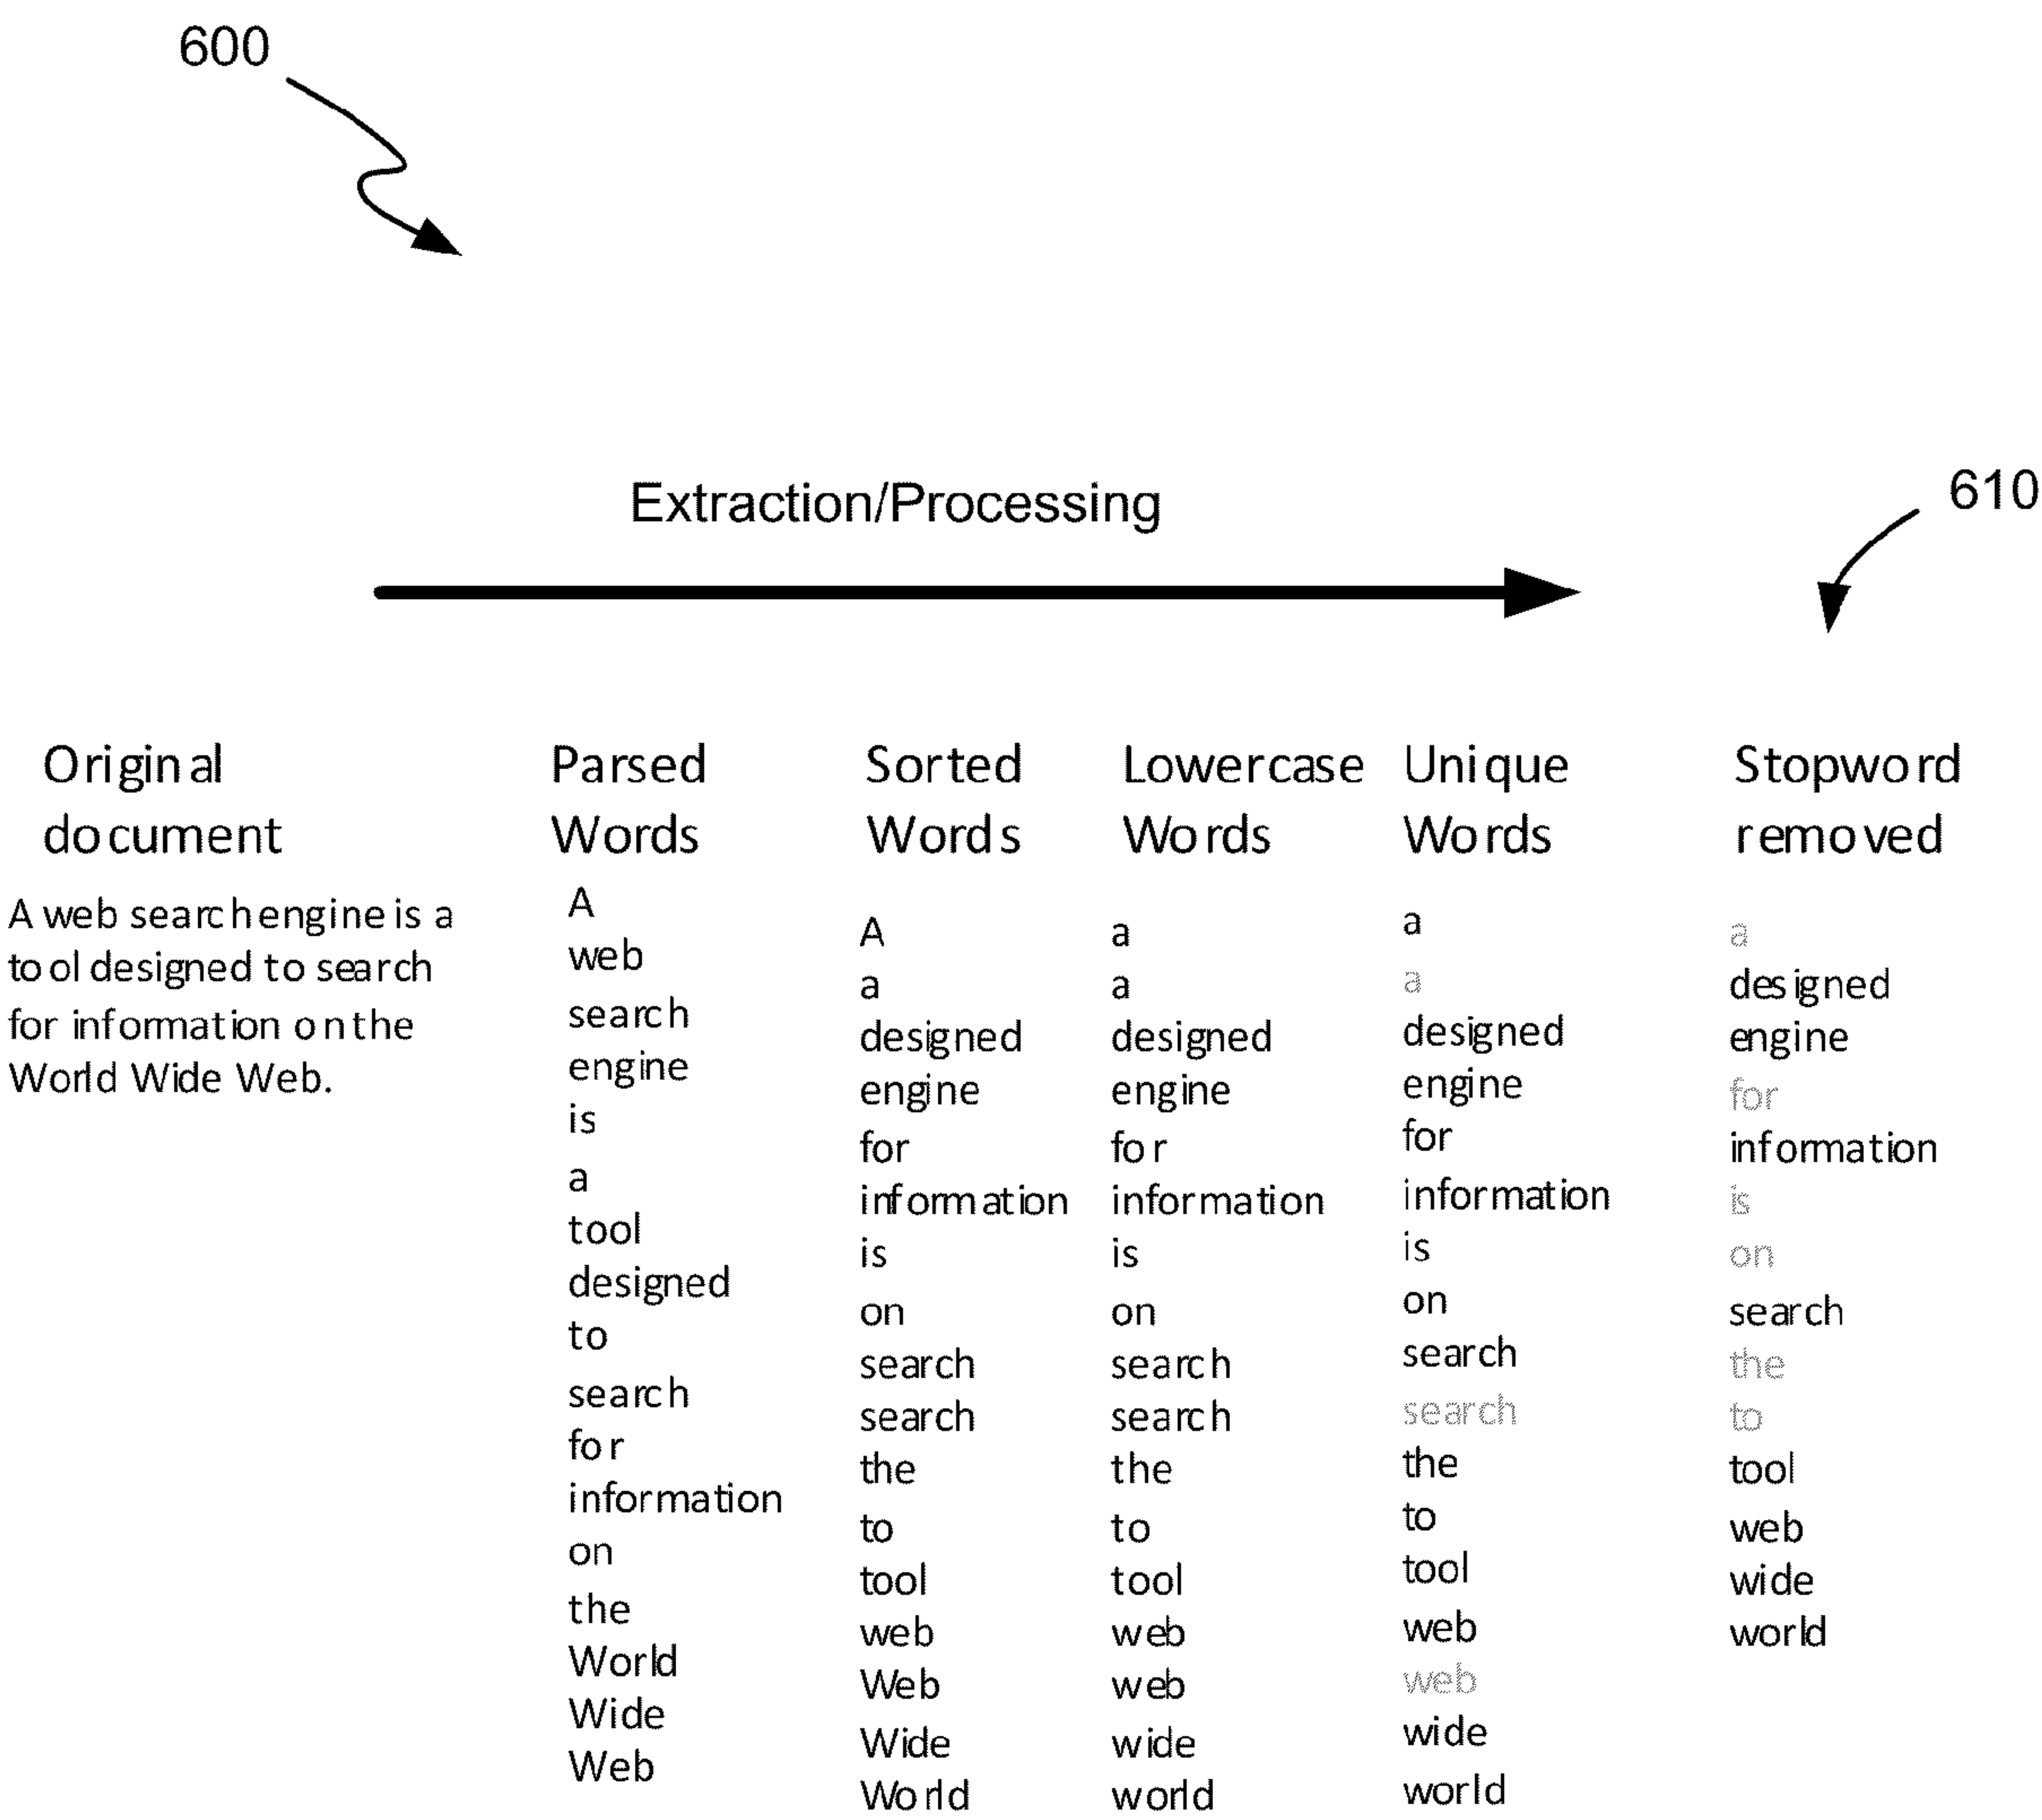 600
Extraction/Processing
610
Original
document
A web search engine is a
tool designed to search
for information on the
World Wide Web.
Parsed
Words
A
web
search
engine
is
a
tool
designed
to
search
for
information
on
the
World
Wide
Web
Sorted
Words
A
a
designed
engine
for
information
is
on
search
search
the
to
tool
web
Web
Wide
World
Lowercase
Words
a
a
designed
engine
for
information
is
on
search
search
the
to
tool
web
web
wide
world
Unique
Words
a
a
designed
engine
for
information
is
on
search
search
the
to
tool
web
web
wide
world
Stopword
removed
a
designed
engine
for
information
is
on
search
the
to
tool
web
wide
world